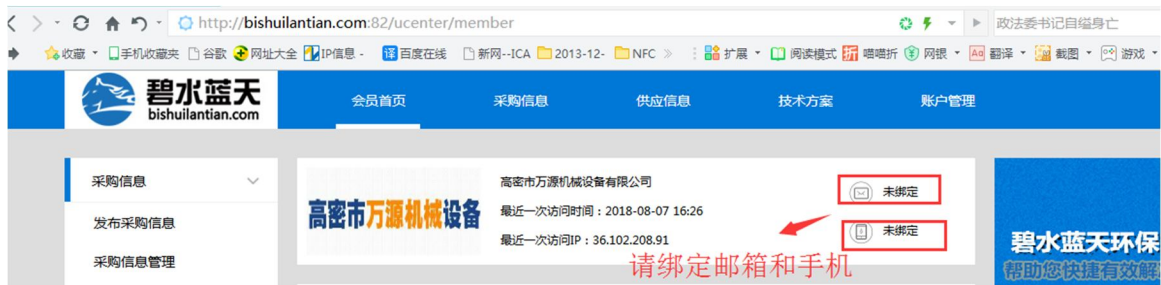 http://bishuilantian.com:82/ucenter/member
政法委书记自缢身亡
收藏 手机收藏夹 谷歌 网址大全 IP信息 - 译 百度在线 新网--ICA 2013-12- NFC » 扩展 阅读模式 折 喵喵折 网银 Aa 翻译 截图 游戏
碧水蓝天
bishuilantian.com
会员首页 采购信息 供应信息 技术方案 账户管理
采购信息
发布采购信息
采购信息管理
高密市万源机械设备
高密市万源机械设备有限公司
最近一次访问时间：2018-08-07 16:26
最近一次访问IP：36.102.208.91
未绑定
未绑定
请绑定邮箱和手机
碧水蓝天环保
帮助您快捷有效解